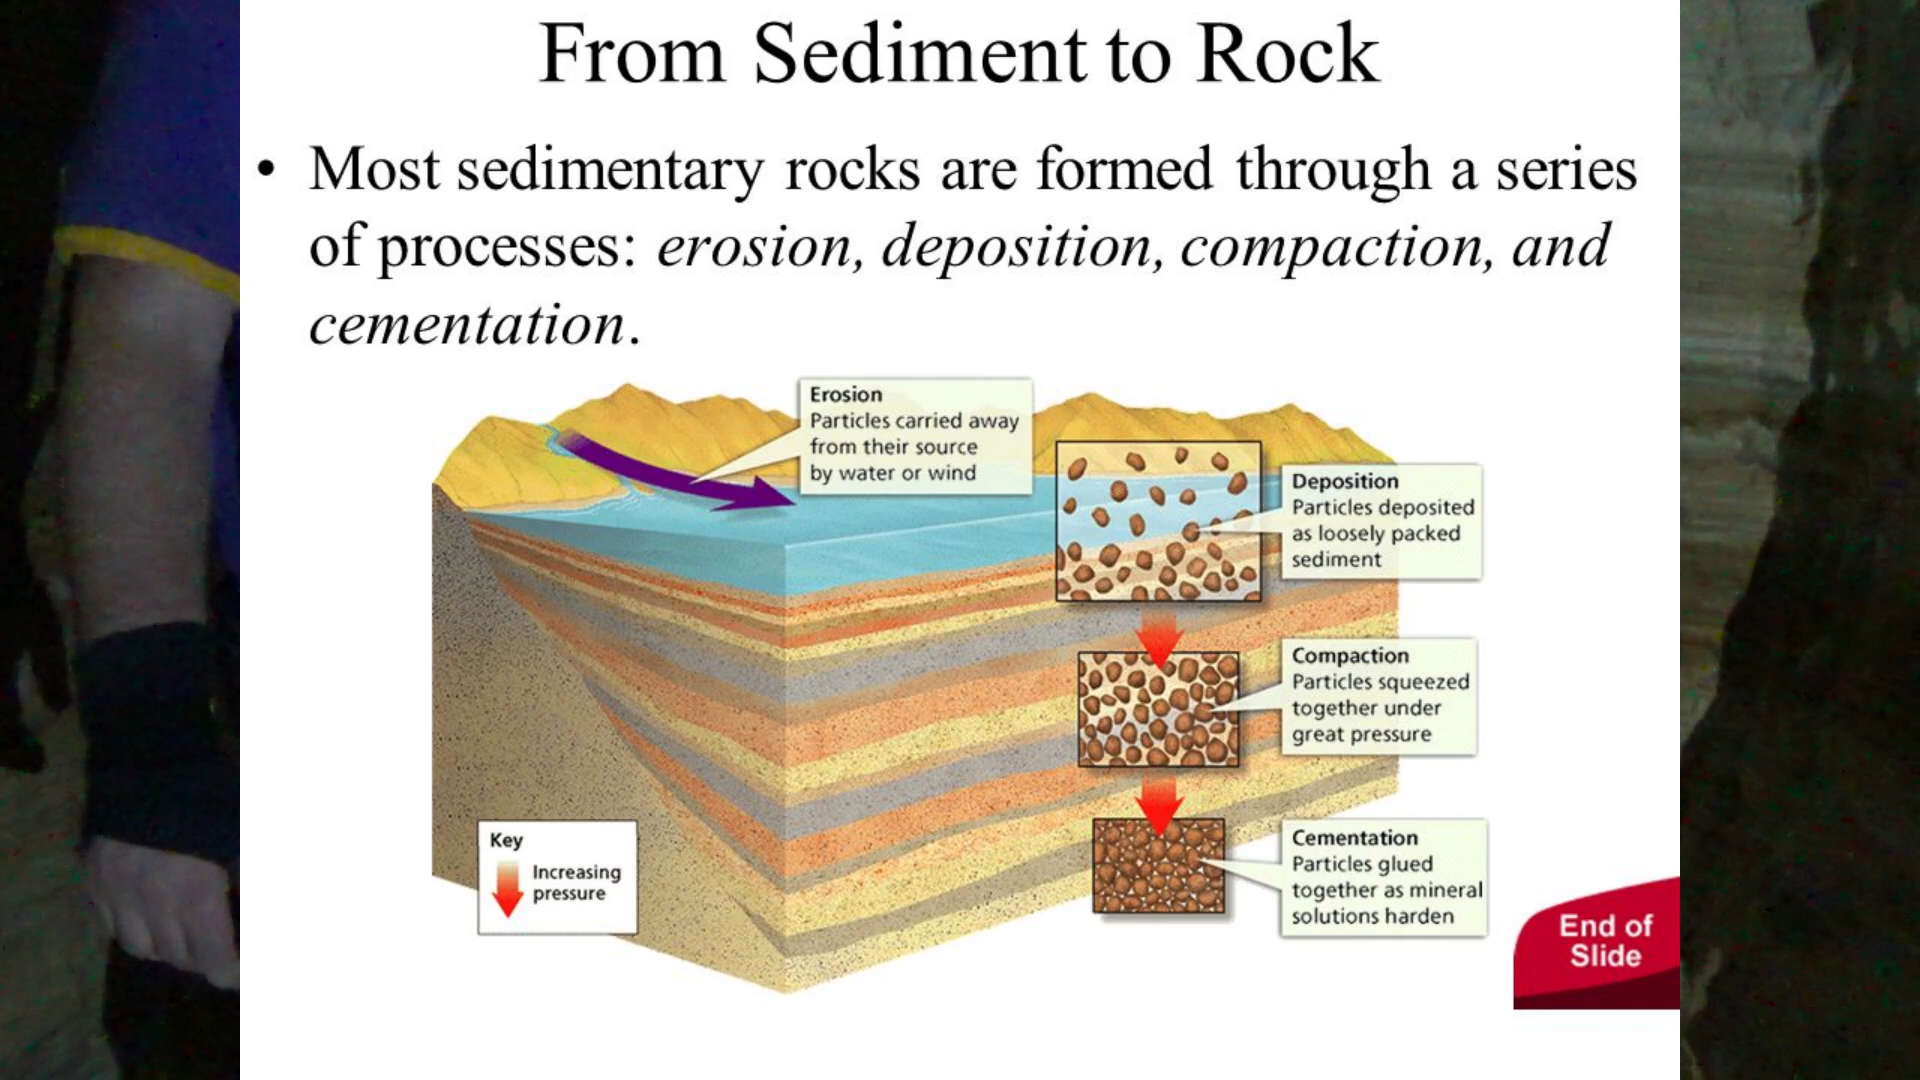 From Sediment to Rock
• Most sedimentary rocks are formed through a series
of processes: erosion, deposition, compaction, and
cementation.
Erosion
Particles carried away
from their source
by water or wind
Deposition
Particles deposited
as loosely packed
sediment
Compaction
Particles squeezed
together under
great pressure
Cementation
Particles glued
together as mineral
solutions harden
Key
Increasing
pressure
End of
Slide